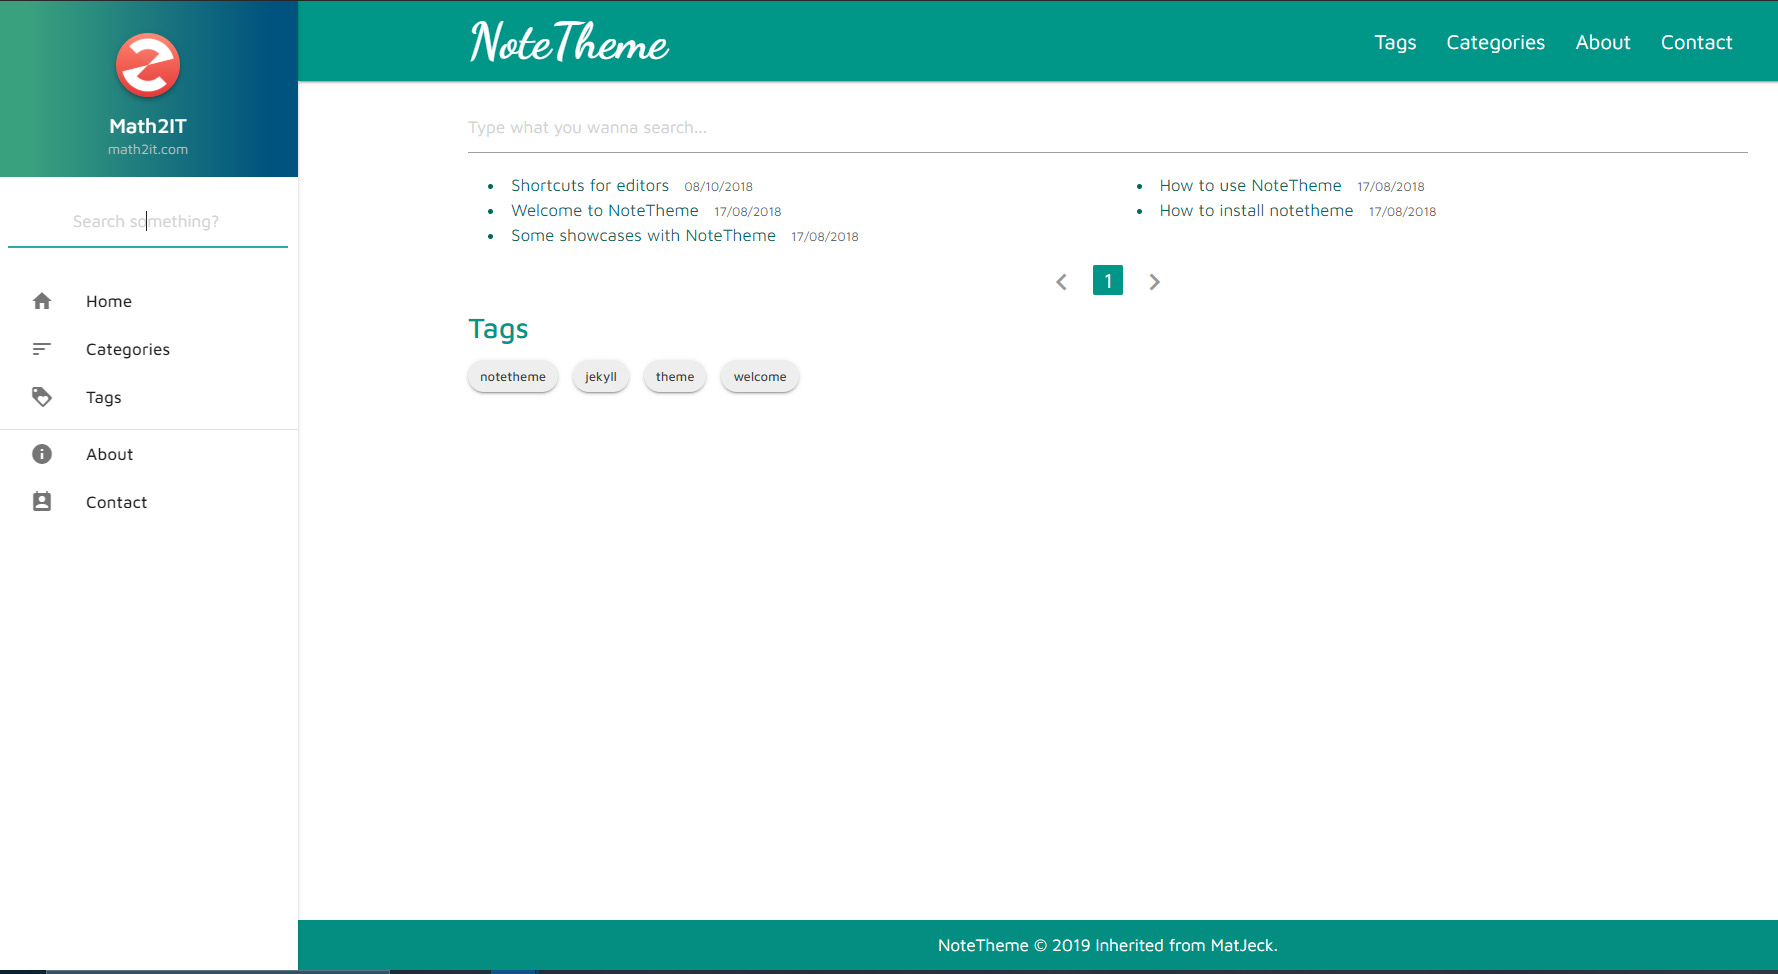 Math2IT
math2it.com
Search something?
Home
Categories
Tags
About
Contact
NoteTheme
Tags Categories About Contact
Type what you wanna search...
Shortcuts for editors 08/10/2018
Welcome to NoteTheme 17/08/2018
Some showcases with NoteTheme 17/08/2018
How to use NoteTheme 17/08/2018
How to install notetheme 17/08/2018
1
Tags
notetheme jekyll theme welcome
NoteTheme © 2019 Inherited from MatJeck.